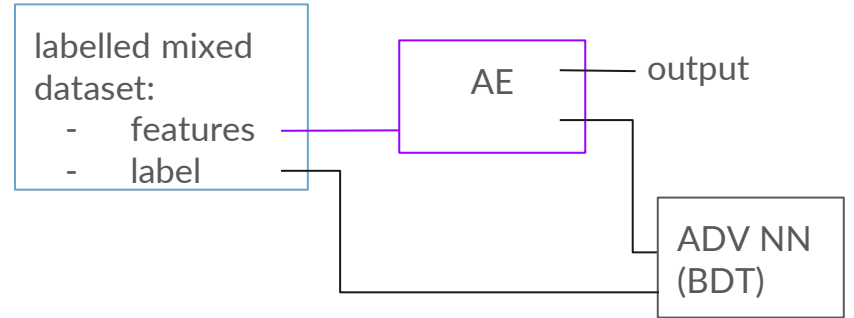 labelled mixed
dataset:
- features
- label
AE
output
ADV NN
(BDT)